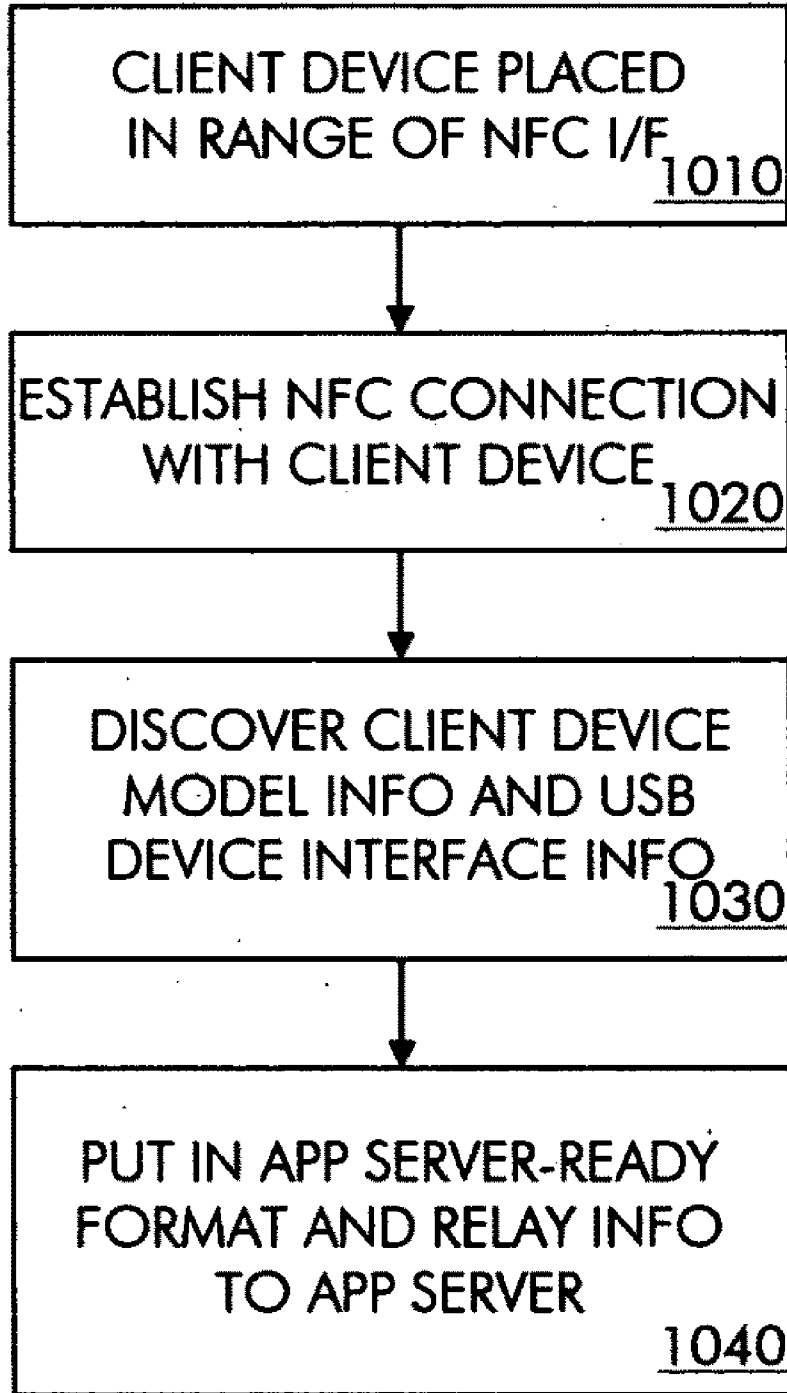 CLIENT DEVICE PLACED
IN RANGE OF NFC I/F
1010
ESTABLISH NFC CONNECTION
WITH CLIENT DEVICE
1020
DISCOVER CLIENT DEVICE
MODEL INFO AND USB
DEVICE INTERFACE INFO
1030
PUT IN APP SERVER-READY
FORMAT AND RELAY INFO
TO APP SERVER
1040